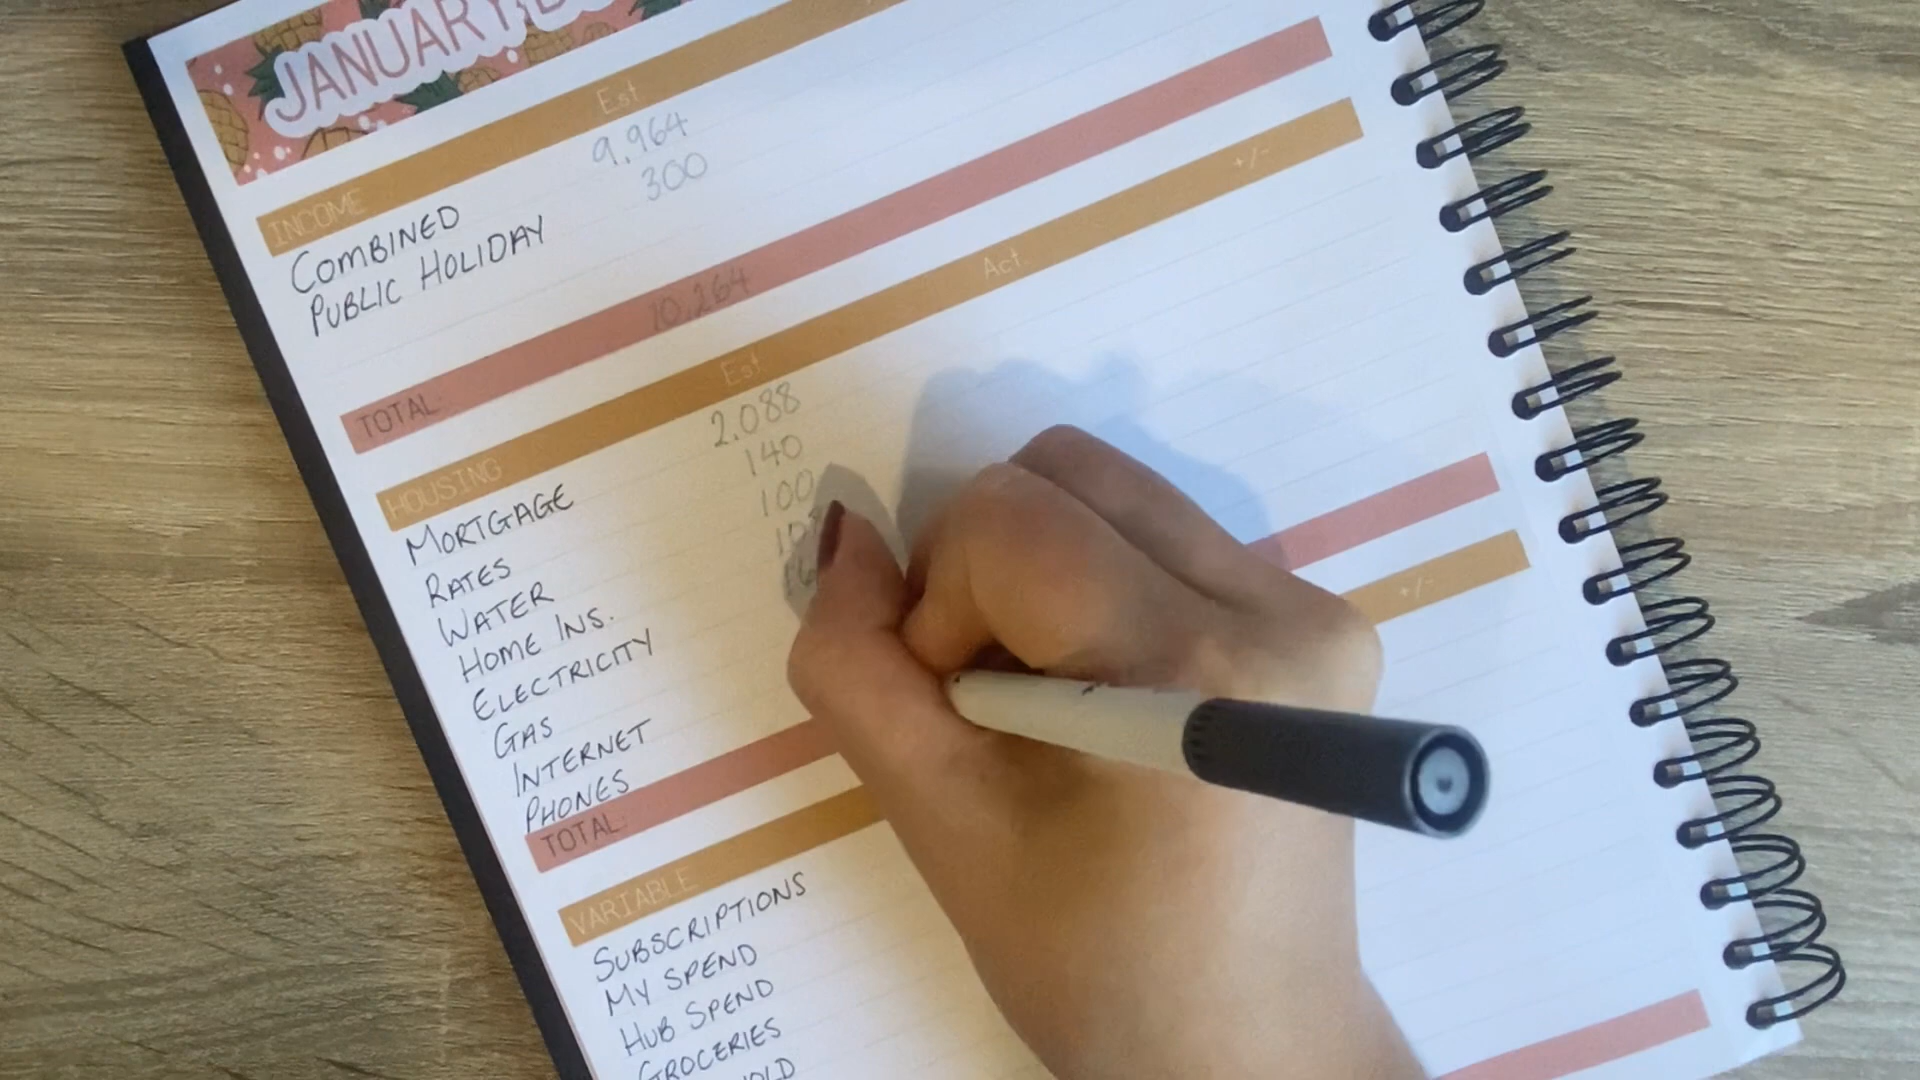 JANUARY
INCOME Est
COMBINED 9,964
PUBLIC HOLIDAY 300
TOTAL: 10,264
HOUSING Est Act. +/-
MORTGAGE 2,088
RATES 140
WATER 100
HOME INS.
ELECTRICITY
GAS
INTERNET
PHONES
TOTAL:
VARIABLE +/-
SUBSCRIPTIONS
MY SPEND
HUB SPEND
GROCERIES